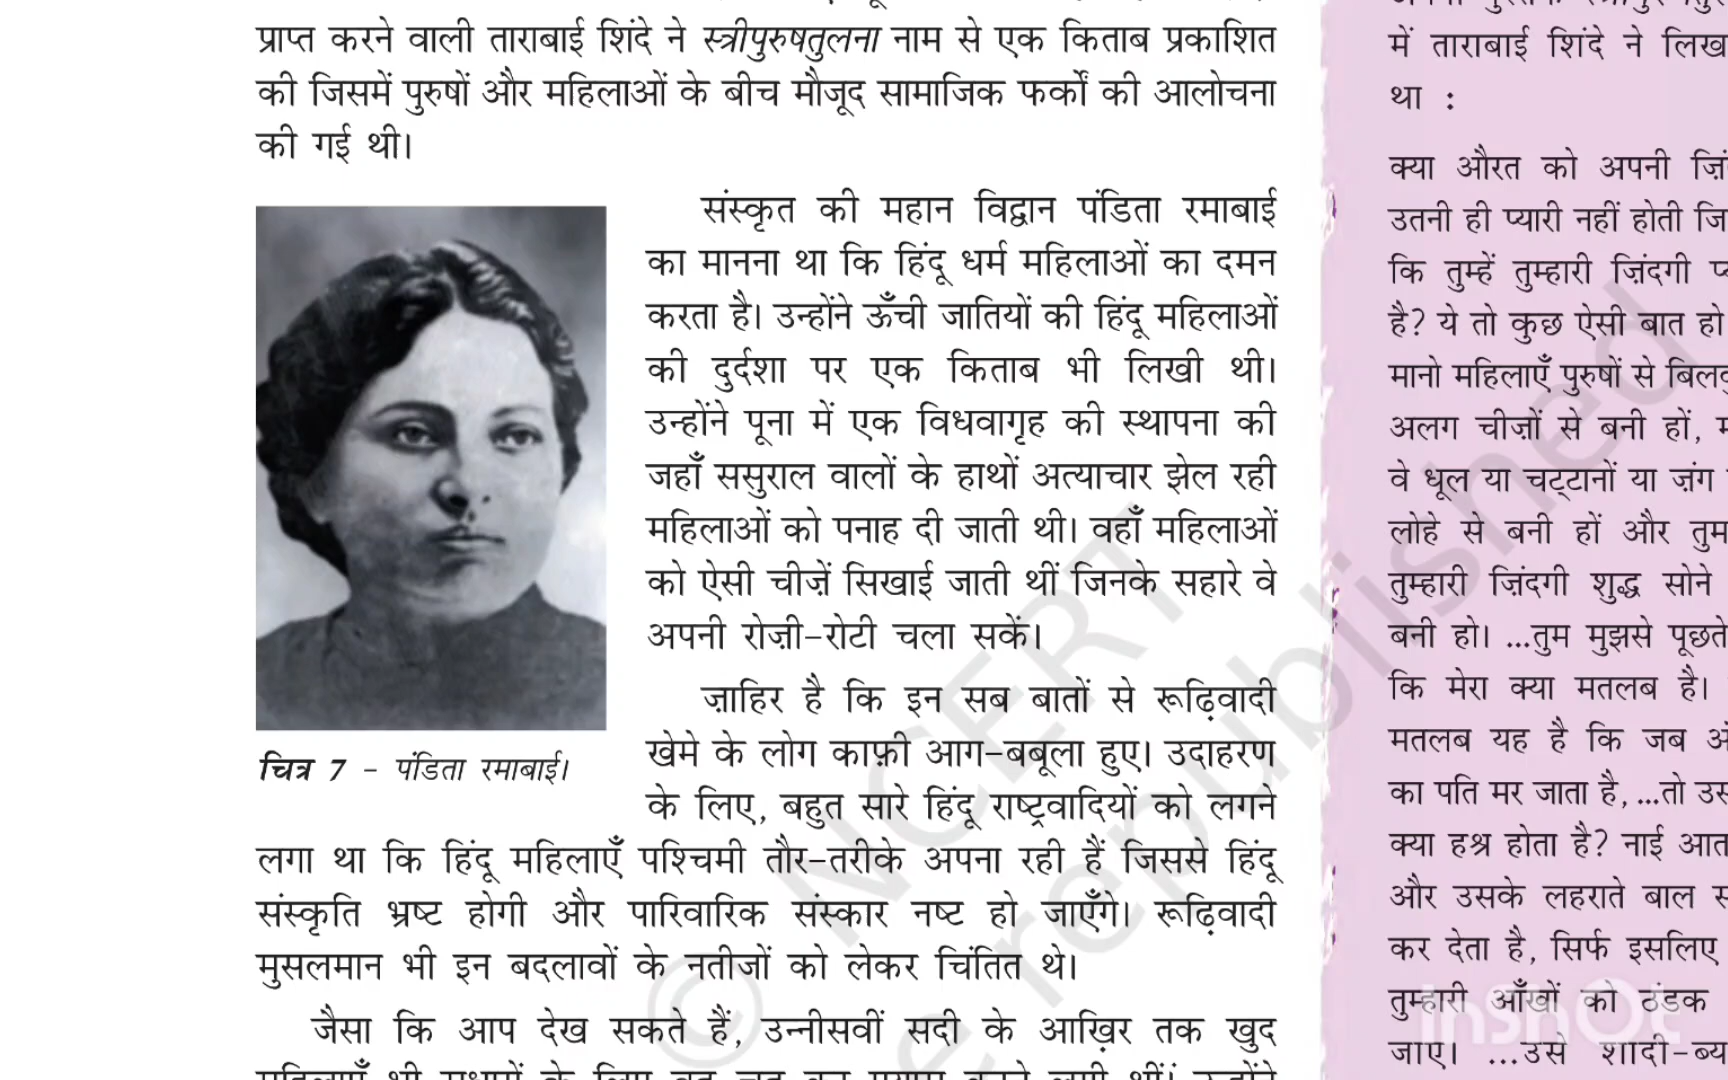 प्राप्त करने वाली ताराबाई शिंदे ने स्त्रीपुरुषतुलना नाम से एक किताब प्रकाशित
की जिसमें पुरुषों और महिलाओं के बीच मौजूद सामाजिक फर्कों की आलोचना
की गई थी।
संस्कृत की महान विद्वान पंडिता रमाबाई
का मानना था कि हिंदू धर्म महिलाओं का दमन
करता है। उन्होंने ऊँची जातियों की हिंदू महिलाओं
की दुर्दशा पर एक किताब भी लिखी थी।
उन्होंने पूना में एक विधवागृह की स्थापना की
जहाँ ससुराल वालों के हाथों अत्याचार झेल रही
महिलाओं को पनाह दी जाती थी। वहाँ महिलाओं
को ऐसी चीज़ें सिखाई जाती थीं जिनके सहारे वे
अपनी रोज़ी-रोटी चला सकें।
चित्र 7 - पंडिता रमाबाई।
ज़ाहिर है कि इन सब बातों से रूढ़िवादी
खेमे के लोग काफ़ी आग-बबूला हुए। उदाहरण
के लिए, बहुत सारे हिंदू राष्ट्रवादियों को लगने
लगा था कि हिंदू महिलाएँ पश्चिमी तौर-तरीके अपना रही हैं जिससे हिंदू
संस्कृति भ्रष्ट होगी और पारिवारिक संस्कार नष्ट हो जाएँगे। रूढ़िवादी
मुसलमान भी इन बदलावों के नतीजों को लेकर चिंतित थे।
जैसा कि आप देख सकते हैं, उन्नीसवीं सदी के आख़िर तक खुद
में ताराबाई शिंदे ने लिखा
था :
क्या औरत को अपनी
उतनी ही प्यारी नहीं होती
कि तुम्हें तुम्हारी ज़िंदगी
है? ये तो कुछ ऐसी बात हो
मानो महिलाएँ पुरुषों से
अलग चीज़ों से बनी हों,
वे धूल या चट्टानों या ज़ंग
लोहे से बनी हों और
तुम्हारी ज़िंदगी शुद्ध सोने
बनी हो। ...तुम मुझसे पूछते
कि मेरा क्या मतलब है।
मतलब यह है कि जब
का पति मर जाता है, ...तो
क्या हश्र होता है? नाई
और उसके लहराते बाल
कर देता है, सिर्फ इसलिए
तुम्हारी आँखों को ठंडक
जाए। ...उसे
© NCERT
be republished
InShOt